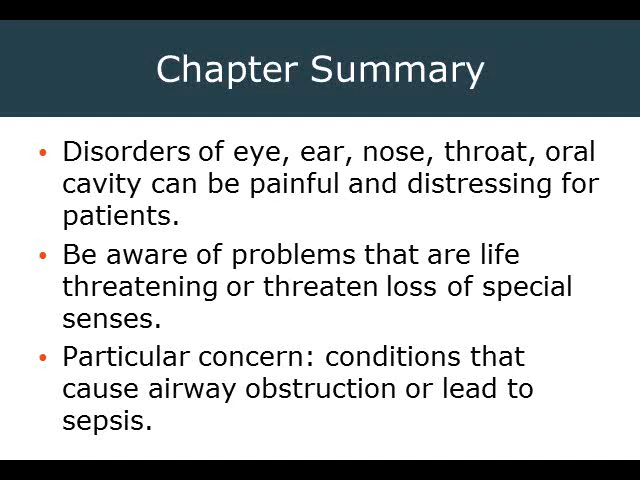 Chapter Summary
• Disorders of eye, ear, nose, throat, oral
cavity can be painful and distressing for
patients.
• Be aware of problems that are life
threatening or threaten loss of special
senses.
• Particular concern: conditions that
cause airway obstruction or lead to
sepsis.